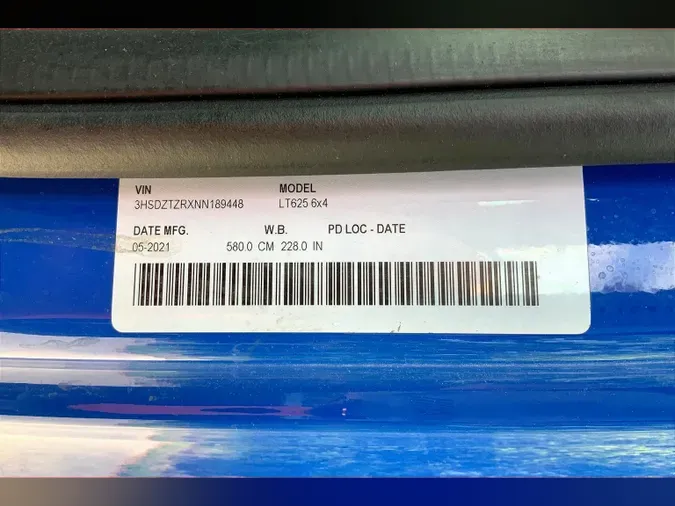 VIN MODEL
3HSDZTZRXNN189448 LT625 6x4
DATE MFG. W.B. PD LOC - DATE
05-2021 580.0 CM 228.0 IN